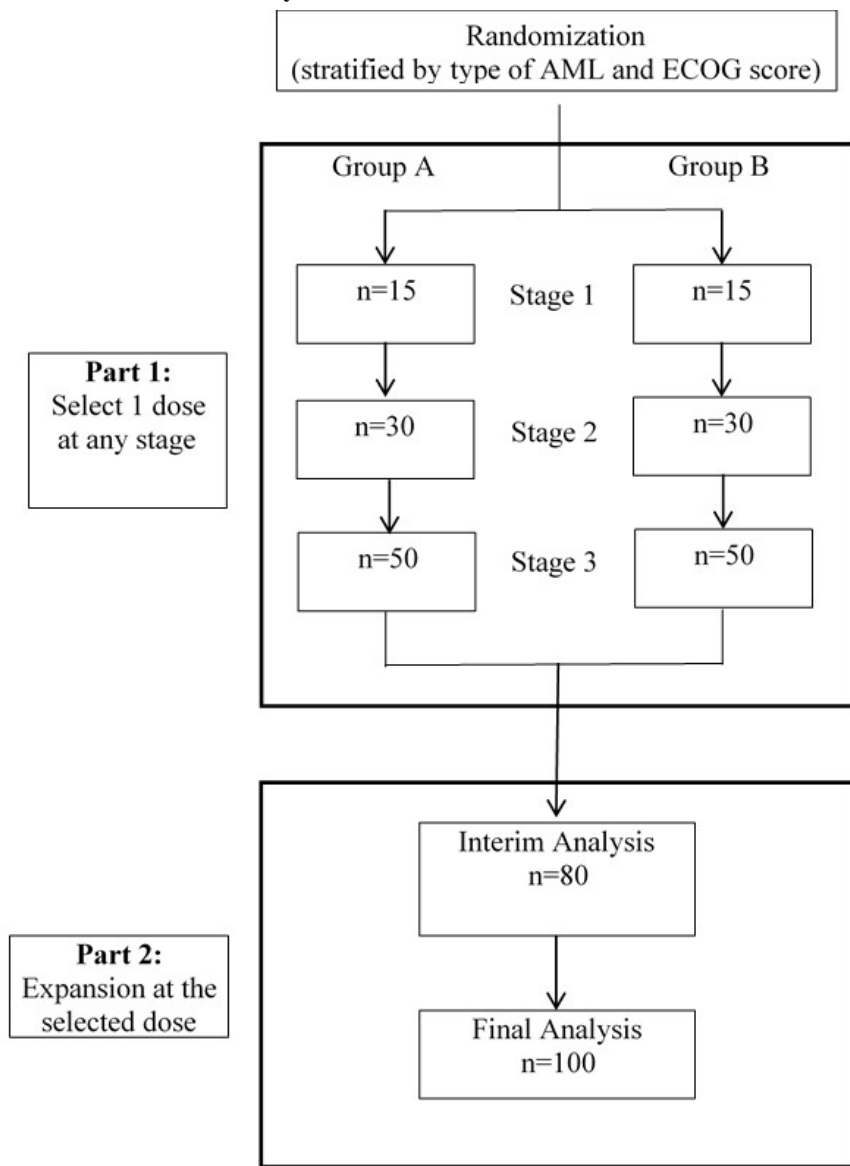 Randomization
(stratified by type of AML and ECOG score)
Group A
Group B
n=15
Stage 1
n=15
Part 1:
Select 1 dose
at any stage
n=30
Stage 2
n=30
n=50
Stage 3
n=50
Interim Analysis
n=80
Part 2:
Expansion at the
selected dose
Final Analysis
n=100